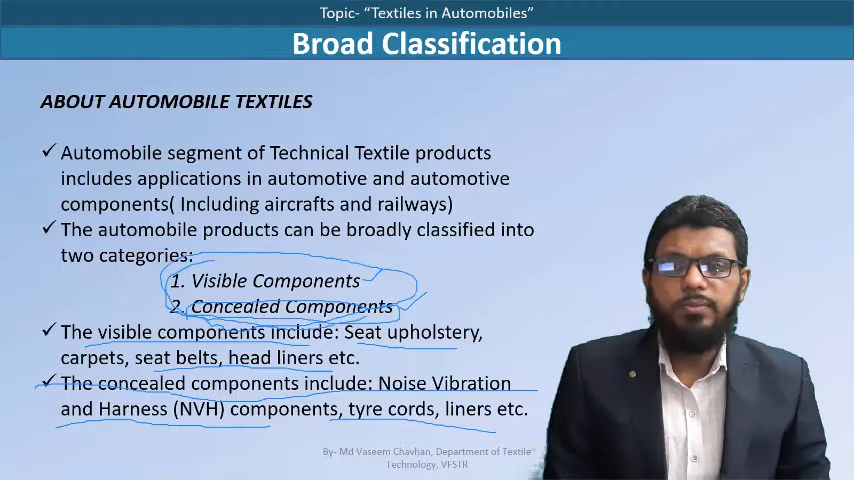 Topic- “Textiles in Automobiles”
Broad Classification
ABOUT AUTOMOBILE TEXTILES
✓ Automobile segment of Technical Textile products
includes applications in automotive and automotive
components( Including aircrafts and railways)
✓ The automobile products can be broadly classified into
two categories:
1. Visible Components
2. Concealed Components
✓ The visible components include: Seat upholstery,
carpets, seat belts, head liners etc.
✓ The concealed components include: Noise Vibration
and Harness (NVH) components, tyre cords, liners etc.
By- Md Vaseem Chavhan, Department of Textile"
Technology, VFSTR